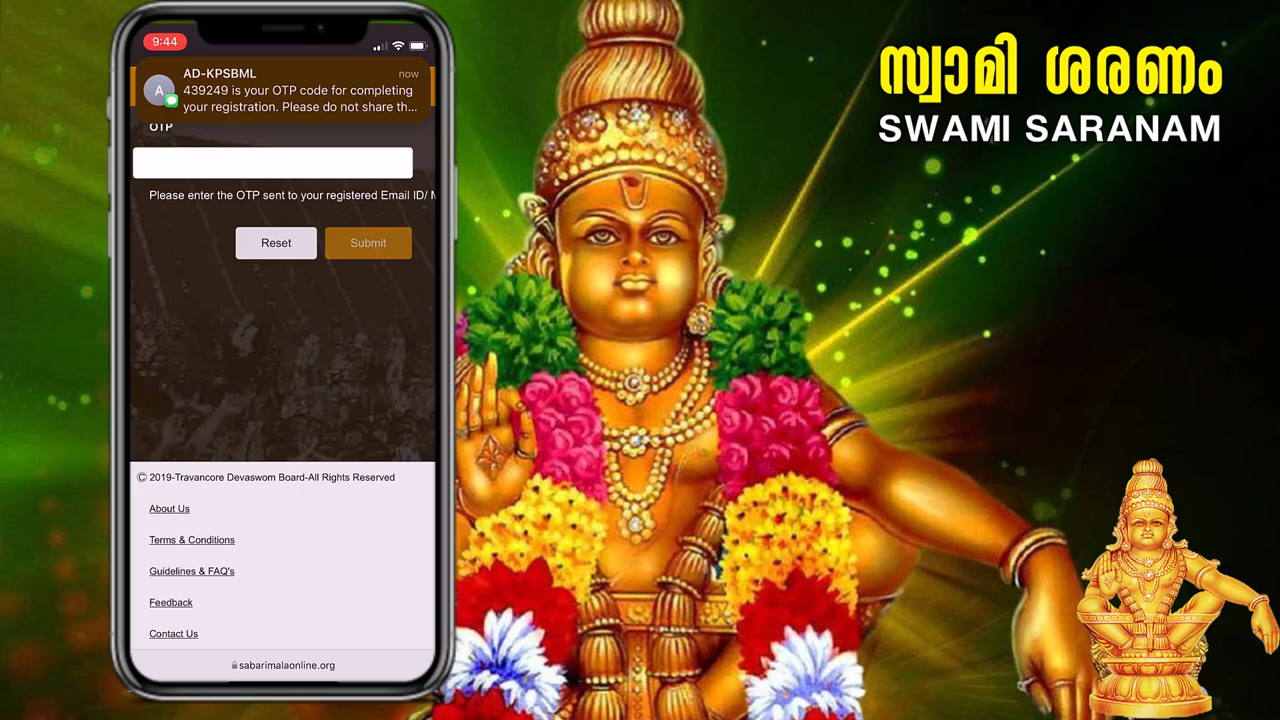 9:44
AD-KPSBML
now
A
439249 is your OTP code for completing
your registration. Please do not share th...
OTP
Please enter the OTP sent to your registered Email ID/
Reset
Submit
© 2019-Travancore Devaswom Board-All Rights Reserved
About Us
Terms & Conditions
Guidelines & FAQ's
Feedback
Contact Us
sabarimalaonline.org
സ്വാമി ശരണം
SWAMI SARANAM